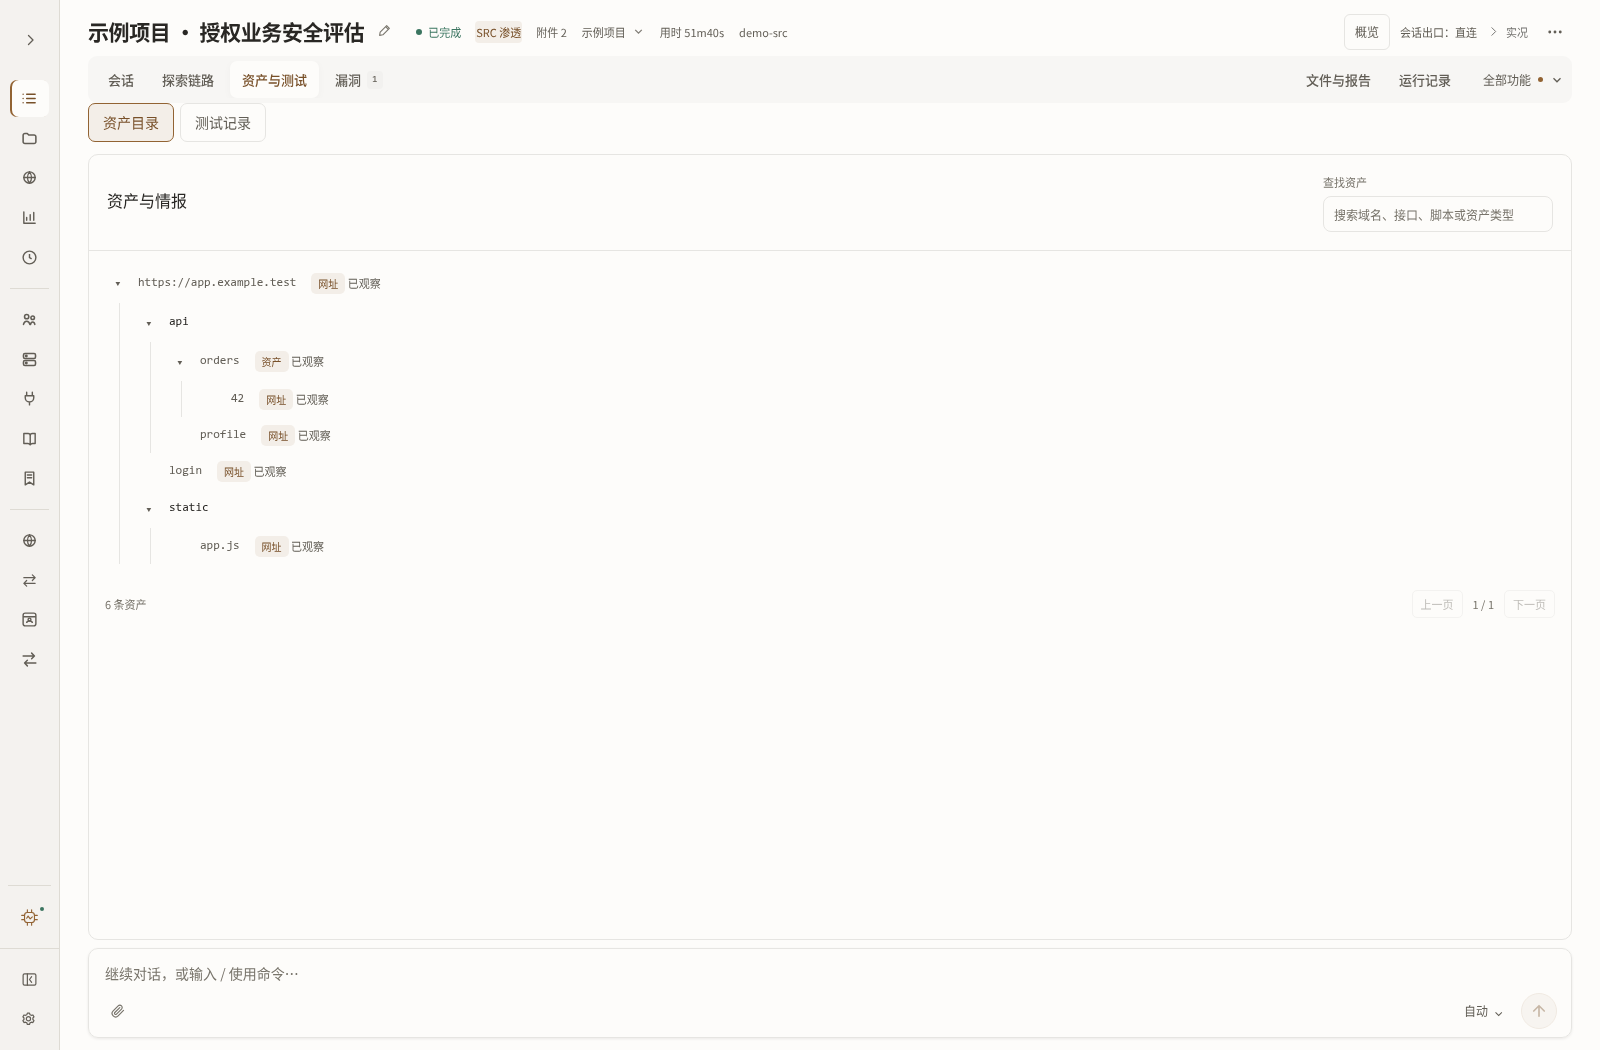 示例项目 • 授权业务安全评估 已完成 SRC 渗透 附件 2 示例项目 用时 51m40s demo-src 概览 会话出口：直连 实况
会话 探索链路 资产与测试 漏洞 1 文件与报告 运行记录 全部功能
资产目录 测试记录
查找资产
资产与情报
搜索域名、接口、脚本或资产类型
https://app.example.test 网址 已观察
api
orders 资产 已观察
42 网址 已观察
profile 网址 已观察
login 网址 已观察
static
app.js 网址 已观察
6 条资产 上一页 1 / 1 下一页
继续对话，或输入 / 使用命令…
自动